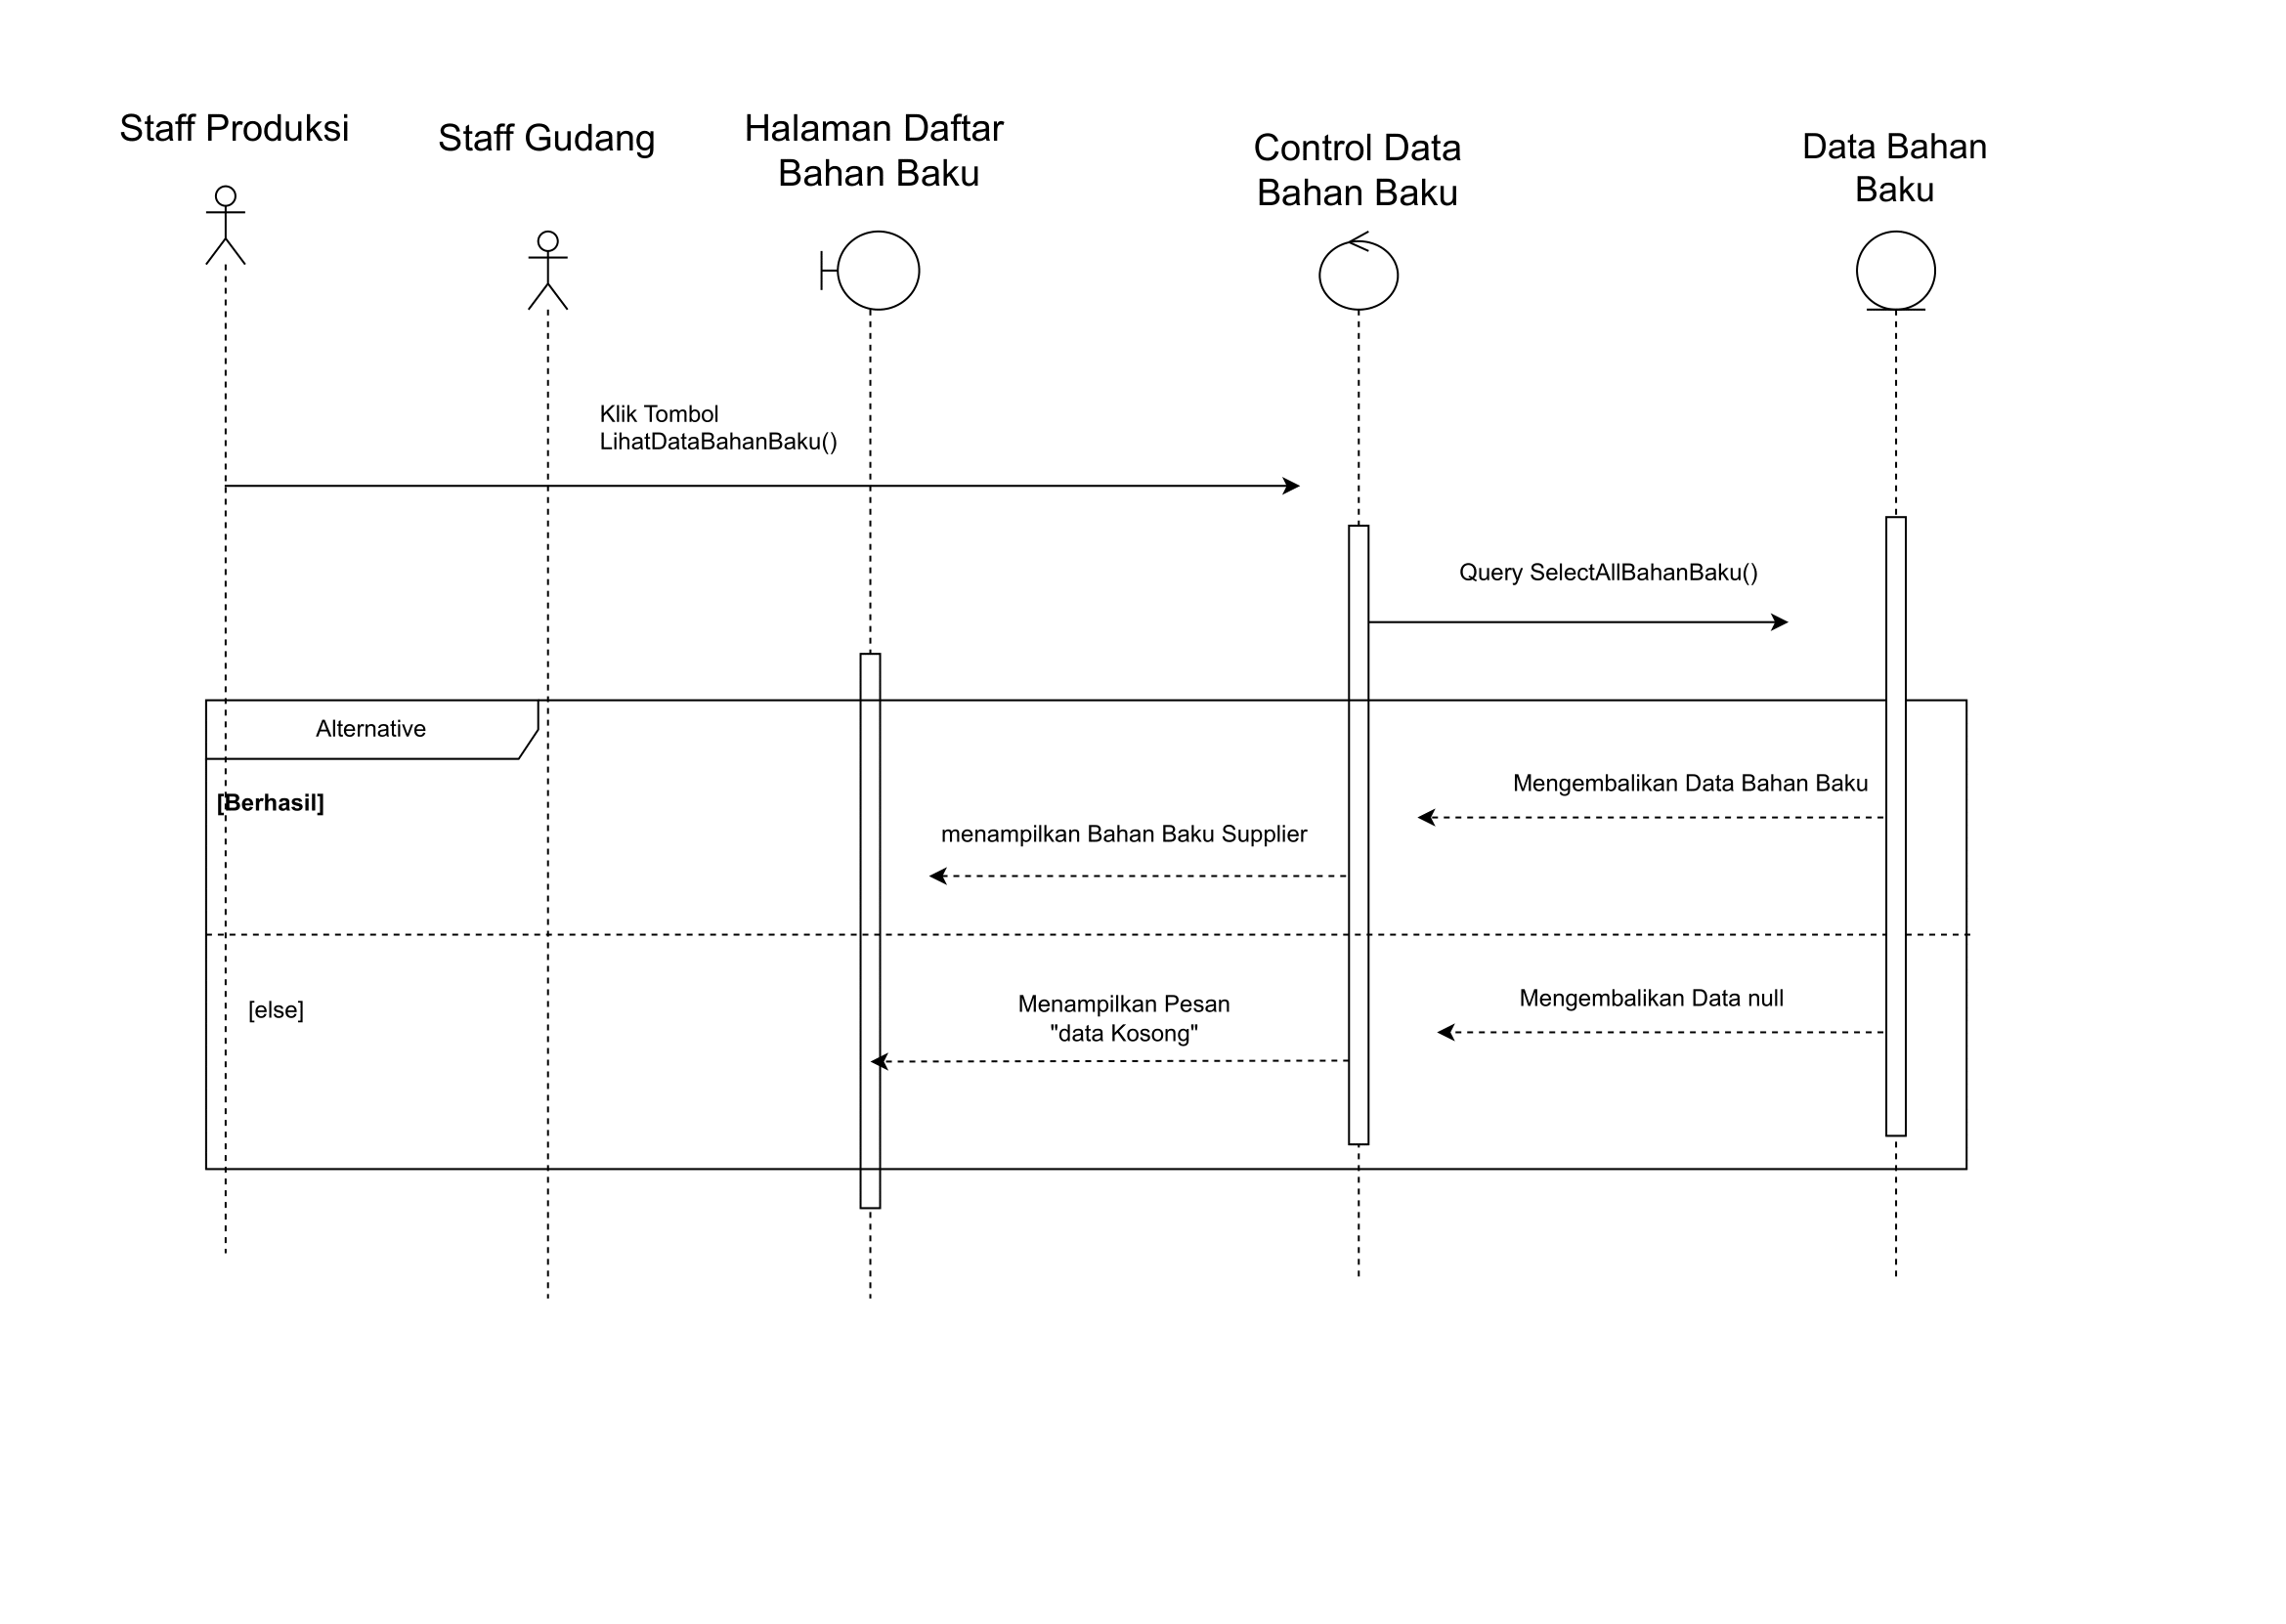 Staff Produksi
Staff Gudang
Halaman Daftar
Bahan Baku
Control Data
Bahan Baku
Data Bahan
Baku
Klik Tombol
LihatDataBahanBaku()
Query SelectAllBahanBaku()
Alternative
[Berhasil]
Mengembalikan Data Bahan Baku
menampilkan Bahan Baku Supplier
[else]
Mengembalikan Data null
Menampilkan Pesan
"data Kosong"